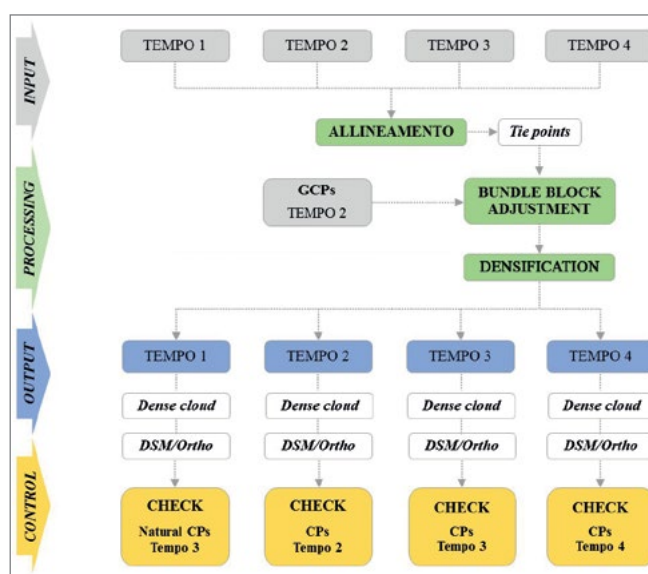 INPUT
TEMPO 1
TEMPO 2
TEMPO 3
TEMPO 4
ALLINEAMENTO
Tie points
PROCESSING
GCPs
TEMPO 2
BUNDLE BLOCK
ADJUSTMENT
DENSIFICATION
OUTPUT
TEMPO 1
TEMPO 2
TEMPO 3
TEMPO 4
Dense cloud
Dense cloud
Dense cloud
Dense cloud
DSM/Ortho
DSM/Ortho
DSM/Ortho
DSM/Ortho
CONTROL
CHECK
Natural CPs
Tempo 3
CHECK
CPs
Tempo 2
CHECK
CPs
Tempo 3
CHECK
CPs
Tempo 4